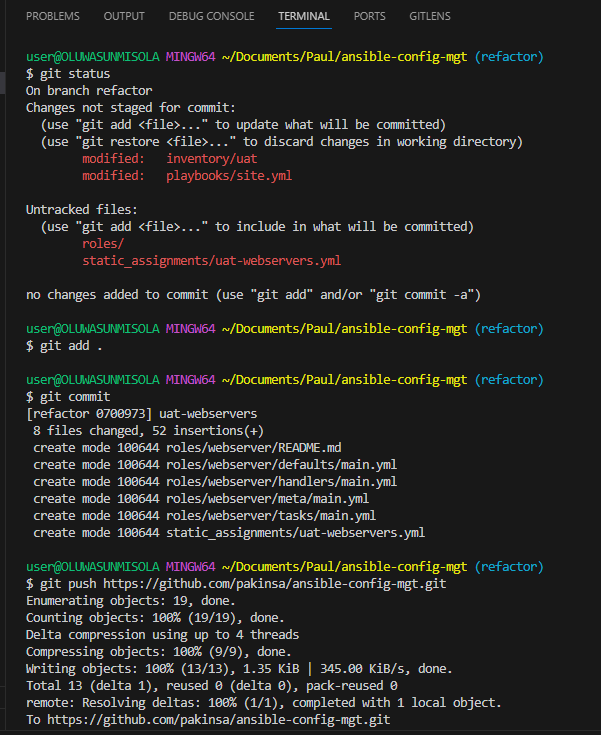 PROBLEMS OUTPUT DEBUG CONSOLE TERMINAL PORTS GITLENS
user@OLUWASUNMISOLA MINGW64 ~/Documents/Paul/ansible-config-mgt (refactor)
$ git status
On branch refactor
Changes not staged for commit:
  (use "git add <file>..." to update what will be committed)
  (use "git restore <file>..." to discard changes in working directory)
        modified:   inventory/uat
        modified:   playbooks/site.yml
Untracked files:
  (use "git add <file>..." to include in what will be committed)
        roles/
        static_assignments/uat-webservers.yml
no changes added to commit (use "git add" and/or "git commit -a")
user@OLUWASUNMISOLA MINGW64 ~/Documents/Paul/ansible-config-mgt (refactor)
$ git add .
user@OLUWASUNMISOLA MINGW64 ~/Documents/Paul/ansible-config-mgt (refactor)
$ git commit
[refactor 0700973] uat-webservers
 8 files changed, 52 insertions(+)
 create mode 100644 roles/webserver/README.md
 create mode 100644 roles/webserver/defaults/main.yml
 create mode 100644 roles/webserver/handlers/main.yml
 create mode 100644 roles/webserver/meta/main.yml
 create mode 100644 roles/webserver/tasks/main.yml
 create mode 100644 static_assignments/uat-webservers.yml
user@OLUWASUNMISOLA MINGW64 ~/Documents/Paul/ansible-config-mgt (refactor)
$ git push https://github.com/pakinsa/ansible-config-mgt.git
Enumerating objects: 19, done.
Counting objects: 100% (19/19), done.
Delta compression using up to 4 threads
Compressing objects: 100% (9/9), done.
Writing objects: 100% (13/13), 1.35 KiB | 345.00 KiB/s, done.
Total 13 (delta 1), reused 0 (delta 0), pack-reused 0
remote: Resolving deltas: 100% (1/1), completed with 1 local object.
To https://github.com/pakinsa/ansible-config-mgt.git